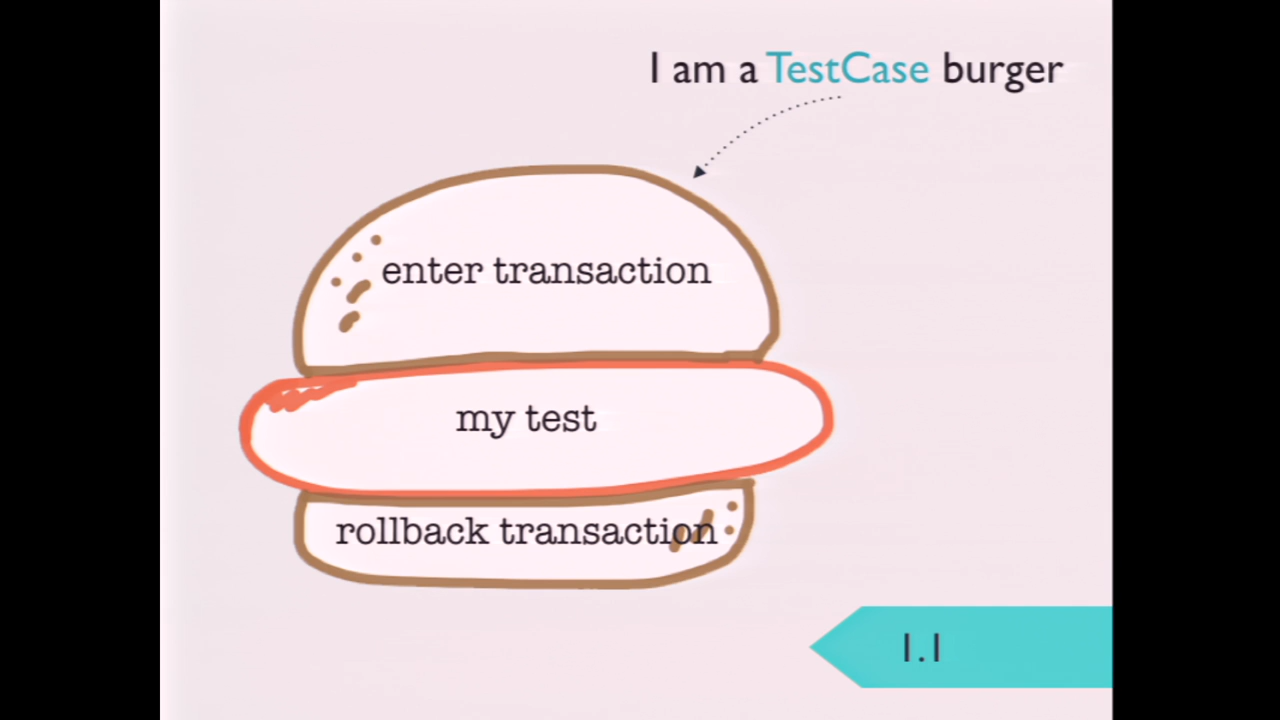 I am a TestCase burger
enter transaction
my test
rollback transaction
1.1